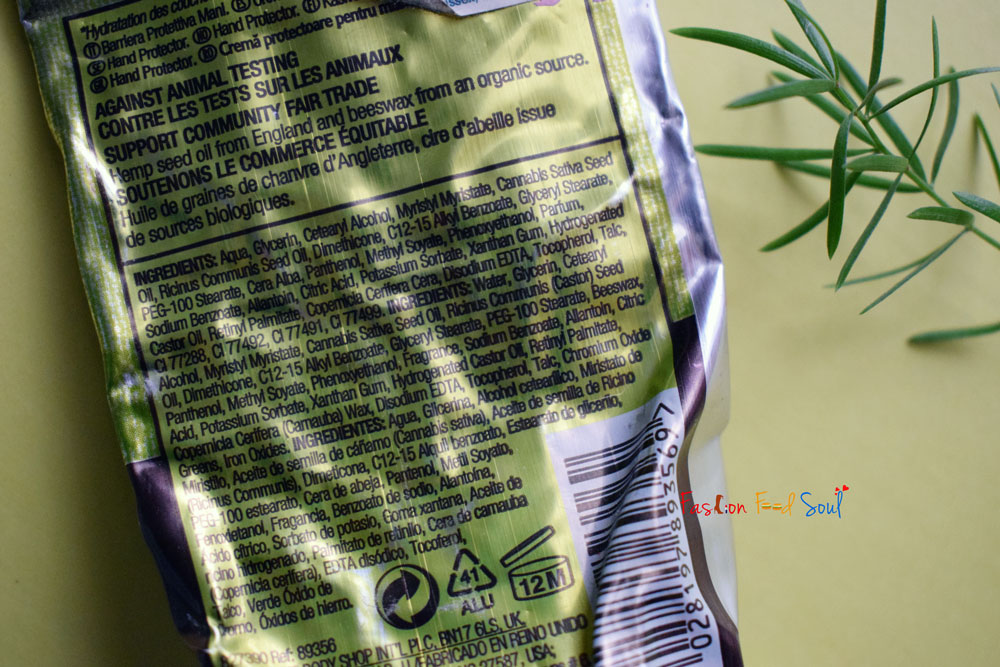 "Hydration des
Barriera Protettiva Mani.
Hand Protector. Hand Protector.
Hand Protector. Cremă protectoare pentru
AGAINST ANIMAL TESTING
CONTRE LES TESTS SUR LES ANIMAUX
SUPPORT COMMUNITY FAIR TRADE
Hemp seed oil from England and beeswax from an organic source.
SOUTENONS LE COMMERCE ÉQUITABLE
Huile de graines de chanvre d'Angleterre, cire d'abeille issue
de sources biologiques.
INGREDIENTS: Aqua, Glycerin, Cetearyl Alcohol, Myristyl Myristate, Cannabis Sativa Seed
Oil, Ricinus Communis Seed Oil, Dimethicone, C12-15 Alkyl Benzoate, Glyceryl Stearate,
PEG-100 Stearate, Cera Alba, Panthenol, Methyl Soyate, Phenoxyethanol, Parfum,
Sodium Benzoate, Allantoin, Citric Acid, Potassium Sorbate, Xanthan Gum, Hydrogenated
Castor Oil, Retinyl Palmitate, Copernicia Cerifera Cera, Disodium EDTA, Tocopherol, Talc,
CI 77288, CI 77492, CI 77491, CI 77499. INGREDIENTS: Water, Glycerin, Cetearyl
Alcohol, Myristyl Myristate, Cannabis Sativa Seed Oil, Ricinus Communis (Castor) Seed
Oil, Dimethicone, C12-15 Alkyl Benzoate, Glyceryl Stearate, PEG-100 Stearate, Beeswax,
Panthenol, Methyl Soyate, Phenoxyethanol, Fragrance, Sodium Benzoate, Allantoin, Citric
Acid, Potassium Sorbate, Xanthan Gum, Hydrogenated Castor Oil, Retinyl Palmitate,
Copernicia Cerifera (Carnauba) Wax, Disodium EDTA, Tocopherol, Talc, Chromium Oxide
Greens, Iron Oxides. INGREDIENTES: Agua, Glicerina, Alcohol cetearílico, Miristato de
Miristilo, Aceite de semilla de cáñamo (Cannabis sativa), Aceite de semilla de Ricino
(Ricinus Communis), Dimeticona, C12-15 Alquil benzoato, Estearato de glicerilo,
PEG-100 estearato, Cera de abeja, Pantenol, Metil Soyato,
Fenoxietanol, Fragancia, Benzoato de sodio, Alantoína,
Ácido cítrico, Sorbato de potasio, Goma xantana, Aceite de
ricino hidrogenado, Palmitato de retinilo, Cera de carnauba
(Copernicia cerifera), EDTA disódico, Tocoferol,
Talco, Verde Óxido de
Cromo, Óxidos de hierro.
41
ALU
12M
Ref: 89356
BODY SHOP INT'L PLC, BN17 6LS, UK.
FABRICADO EN REINO UNIDO
27587, USA;
028197893569
Fashion Food Soul